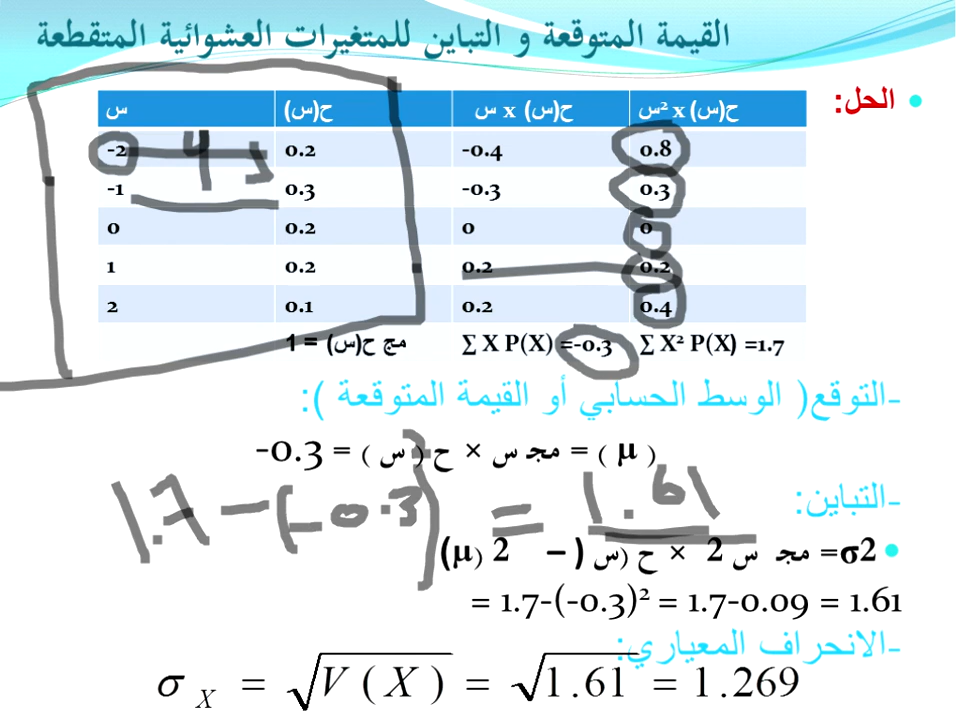 القيمة المتوقعة و التباين للمتغيرات العشوائية المتقطعة
• الحل:
س ح(س) س x ح(س) س² x ح(س)
-2 0.2 -0.4 0.8
-1 0.3 -0.3 0.3
0 0.2 0 0
1 0.2 0.2 0.2
2 0.1 0.2 0.4
مج ح(س) = 1 ∑ X P(X) =-0.3 ∑ X² P(X) =1.7
-التوقع( الوسط الحسابي أو القيمة المتوقعة ):
( μ ) = مجـ س × ح ( س ) = -0.3
1.7 - (-0.3) = 1.61
-التباين:
• σ2= مجـ س 2 × ح (س ) – 2 (μ)
= 1.7-(-0.3)² = 1.7-0.09 = 1.61
-الانحراف المعياري:
σ X = √V ( X ) = √1.61 = 1.269